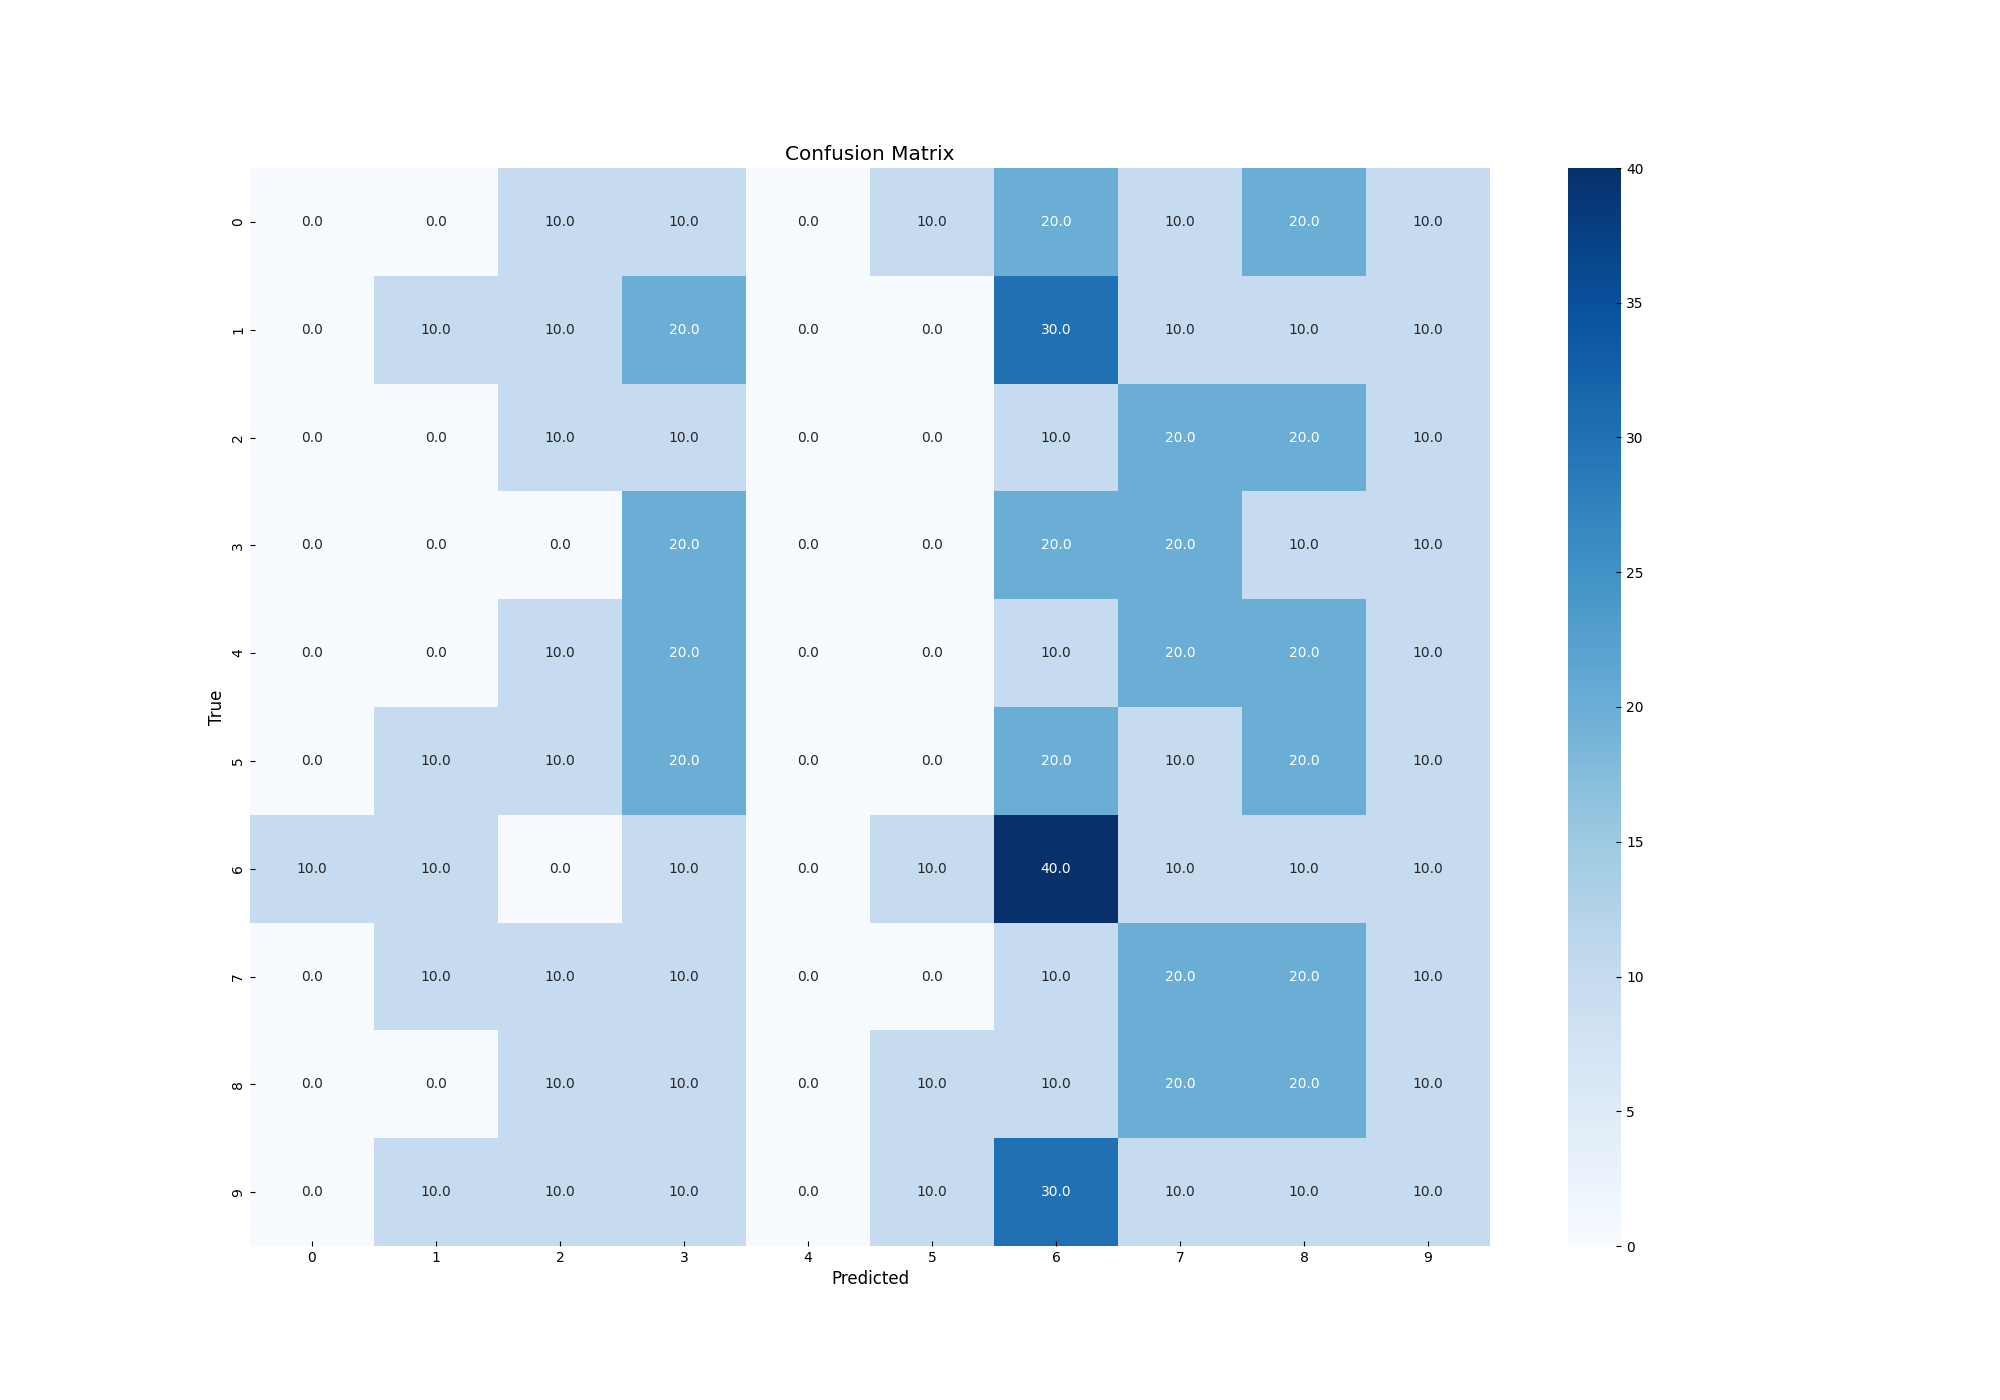 Confusion Matrix
0 0.0 0.0 10.0 10.0 0.0 10.0 20.0 10.0 20.0 10.0
1 0.0 10.0 10.0 20.0 0.0 0.0 30.0 10.0 10.0 10.0
2 0.0 0.0 10.0 10.0 0.0 0.0 10.0 20.0 20.0 10.0
3 0.0 0.0 0.0 20.0 0.0 0.0 20.0 20.0 10.0 10.0
4 0.0 0.0 10.0 20.0 0.0 0.0 10.0 20.0 20.0 10.0
5 0.0 10.0 10.0 20.0 0.0 0.0 20.0 10.0 20.0 10.0
6 10.0 10.0 0.0 10.0 0.0 10.0 40.0 10.0 10.0 10.0
7 0.0 10.0 10.0 10.0 0.0 0.0 10.0 20.0 20.0 10.0
8 0.0 0.0 10.0 10.0 0.0 10.0 10.0 20.0 20.0 10.0
9 0.0 10.0 10.0 10.0 0.0 10.0 30.0 10.0 10.0 10.0
0 1 2 3 4 5 6 7 8 9
Predicted
True
40
35
30
25
20
15
10
5
0